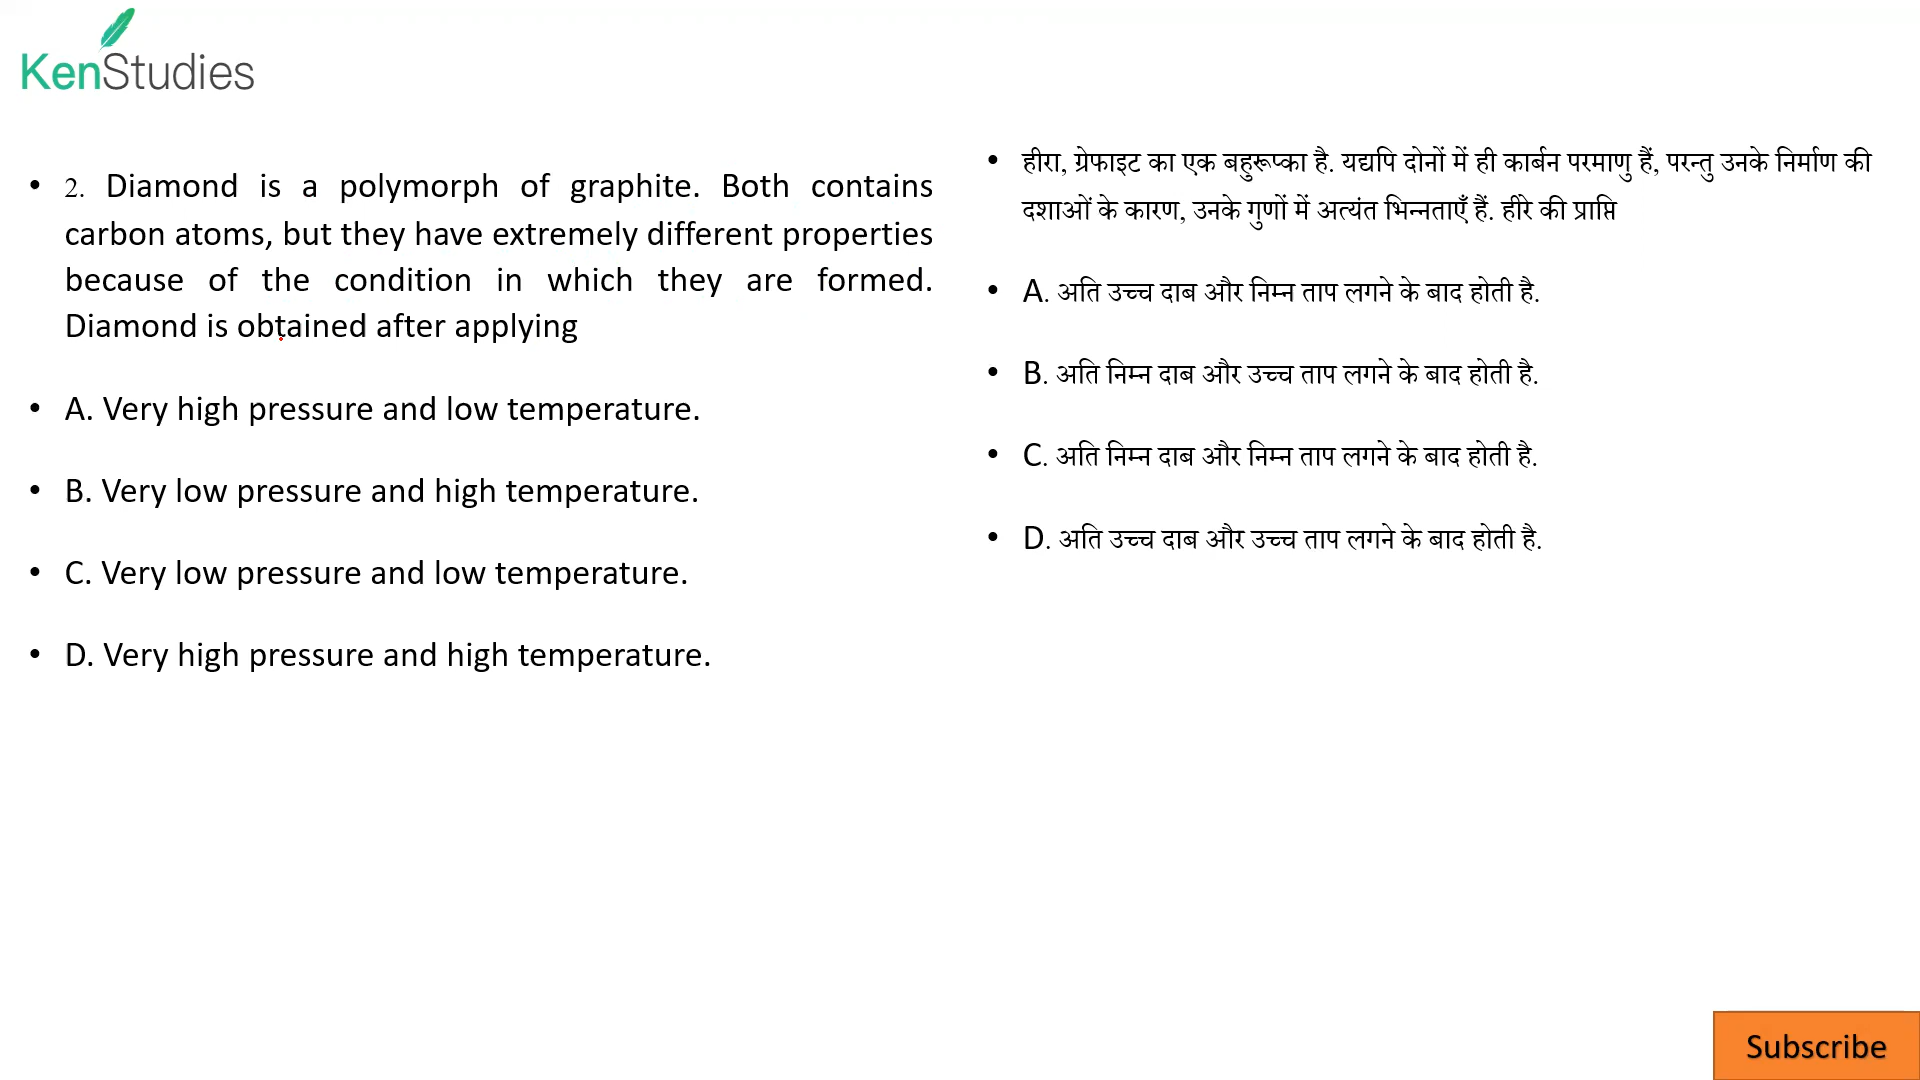 KenStudies
• 2. Diamond is a polymorph of graphite. Both contains
carbon atoms, but they have extremely different properties
because of the condition in which they are formed.
Diamond is obtained after applying
• A. Very high pressure and low temperature.
• B. Very low pressure and high temperature.
• C. Very low pressure and low temperature.
• D. Very high pressure and high temperature.
• हीरा, ग्रेफाइट का एक बहुरूप्का है. यद्यपि दोनों में ही कार्बन परमाणु हैं, परन्तु उनके निर्माण की
दशाओं के कारण, उनके गुणों में अत्यंत भिन्नताएँ हैं. हीरे की प्राप्ति
• A. अति उच्च दाब और निम्न ताप लगने के बाद होती है.
• B. अति निम्न दाब और उच्च ताप लगने के बाद होती है.
• C. अति निम्न दाब और निम्न ताप लगने के बाद होती है.
• D. अति उच्च दाब और उच्च ताप लगने के बाद होती है.
Subscribe